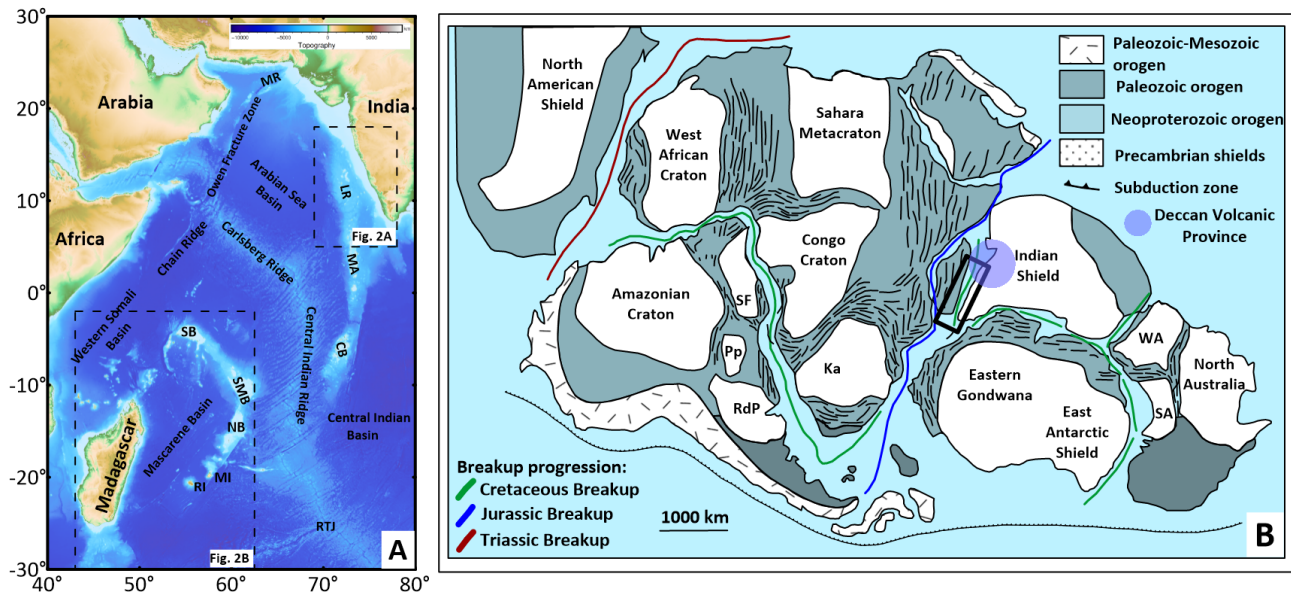 30°
20°
10°
0°
-10°
-20°
-30°
40°
50°
60°
70°
80°
-10000
-5000
0
5000
Topography
Arabia
India
Africa
Madagascar
MR
Owen Fracture Zone
Arabian Sea
Basin
LR
Fig. 2A
Chain Ridge
Carlsberg Ridge
MA
Western Somali
Basin
SB
Central Indian Ridge
CB
SMB
Mascarene Basin
NB
Central Indian
Basin
MI
RI
RTJ
Fig. 2B
A
North
American
Shield
West
African
Craton
Sahara
Metacraton
Congo
Craton
Amazonian
Craton
SF
Pp
RdP
Ka
Indian
Shield
Eastern
Gondwana
East
Antarctic
Shield
WA
North
Australia
SA
Paleozoic-Mesozoic
orogen
Paleozoic orogen
Neoproterozoic orogen
Precambrian shields
Subduction zone
Deccan Volcanic
Province
Breakup progression:
Cretaceous Breakup
Jurassic Breakup
Triassic Breakup
1000 km
B